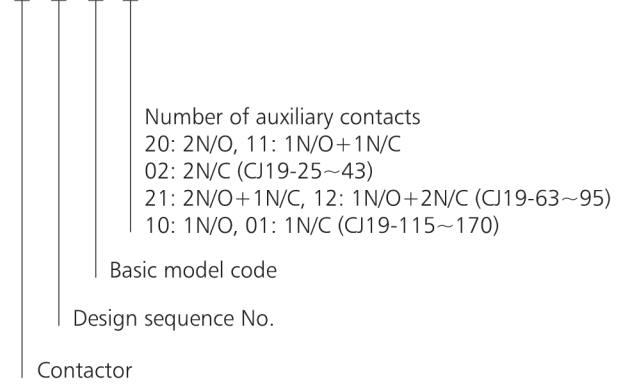 Number of auxiliary contacts
20: 2N/O, 11: 1N/O+1N/C
02: 2N/C (CJ19-25~43)
21: 2N/O+1N/C, 12: 1N/O+2N/C (CJ19-63~95)
10: 1N/O, 01: 1N/C (CJ19-115~170)
Basic model code
Design sequence No.
Contactor